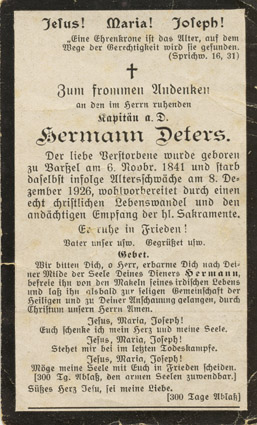 Jesus! Maria! Joseph!
„Eine Ehrenkrone ist das Alter, auf dem
Wege der Gerechtigkeit wird sie gefunden.
(Sprichw. 16, 31)
Zum frommen Andenken
an den im Herrn ruhenden
Kapitän a. D.
Hermann Deters.
Der liebe Verstorbene wurde geboren
zu Barßel am 6. Novbr. 1841 und starb
daselbst infolge Altersschwäche am 8. De-
zember 1926, wohlvorbereitet durch einen
echt christlichen Lebenswandel und den
andächtigen Empfang der hl. Sakramente.
Er ruhe in Frieden!
Vater unser usw. Gegrüßet usw.
Gebet.
Wir bitten Dich, o Herr, erbarme Dich nach Dei-
ner Milde der Seele Deines Dieners Hermann,
befreie ihn von den Makeln seines irdischen Lebens
und laß ihn alsbald zur seligen Gemeinschaft der
Heiligen und zu Deiner Anschauung gelangen, durch
Christum unsern Herrn Amen.
Jesus, Maria, Joseph!
Euch schenke ich mein Herz und meine Seele.
Jesus, Maria, Joseph!
Stehet mir bei im letzten Todeskampfe.
Jesus, Maria, Joseph!
Möge meine Seele mit Euch in Frieden scheiden.
[300 Tg. Ablaß, den armen Seelen zuwendbar.]
Süßes Herz Jesu, sei meine Liebe.
[300 Tage Ablaß]